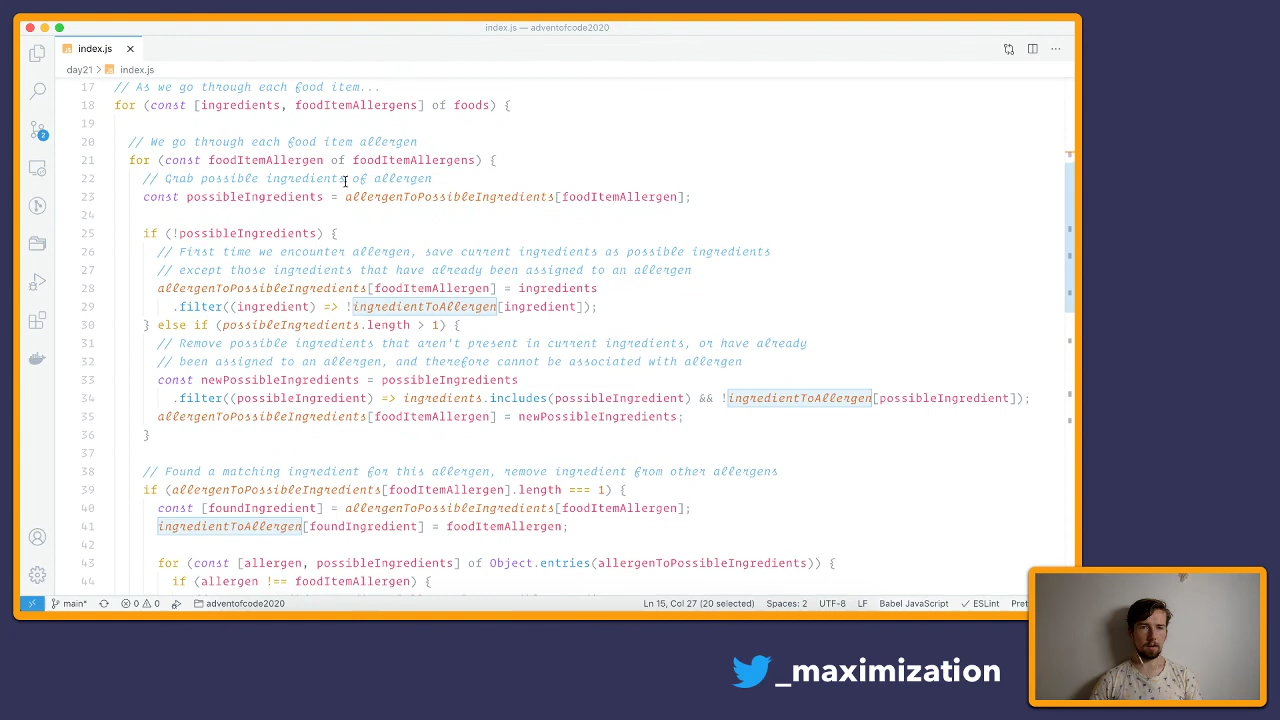 index.js — adventofcode2020
index.js
day21 > index.js
17 // As we go through each food item...
18 for (const [ingredients, foodItemAllergens] of foods) {
19
20 // We go through each food item allergen
21 for (const foodItemAllergen of foodItemAllergens) {
22 // Grab possible ingredients of allergen
23 const possibleIngredients = allergenToPossibleIngredients[foodItemAllergen];
24
25 if (!possibleIngredients) {
26 // First time we encounter allergen, save current ingredients as possible ingredients
27 // except those ingredients that have already been assigned to an allergen
28 allergenToPossibleIngredients[foodItemAllergen] = ingredients
29 .filter((ingredient) => !ingredientToAllergen[ingredient]);
30 } else if (possibleIngredients.length > 1) {
31 // Remove possible ingredients that aren't present in current ingredients, or have already
32 // been assigned to an allergen, and therefore cannot be associated with allergen
33 const newPossibleIngredients = possibleIngredients
34 .filter((possibleIngredient) => ingredients.includes(possibleIngredient) && !ingredientToAllergen[possibleIngredient]);
35 allergenToPossibleIngredients[foodItemAllergen] = newPossibleIngredients;
36 }
37
38 // Found a matching ingredient for this allergen, remove ingredient from other allergens
39 if (allergenToPossibleIngredients[foodItemAllergen].length === 1) {
40 const [foundIngredient] = allergenToPossibleIngredients[foodItemAllergen];
41 ingredientToAllergen[foundIngredient] = foodItemAllergen;
42
43 for (const [allergen, possibleIngredients] of Object.entries(allergenToPossibleIngredients)) {
44 if (allergen !== foodItemAllergen) {
2
main* 0 0 adventofcode2020 Ln 15, Col 27 (20 selected) Spaces: 2 UTF-8 LF Babel JavaScript ESLint Pret
_maximization